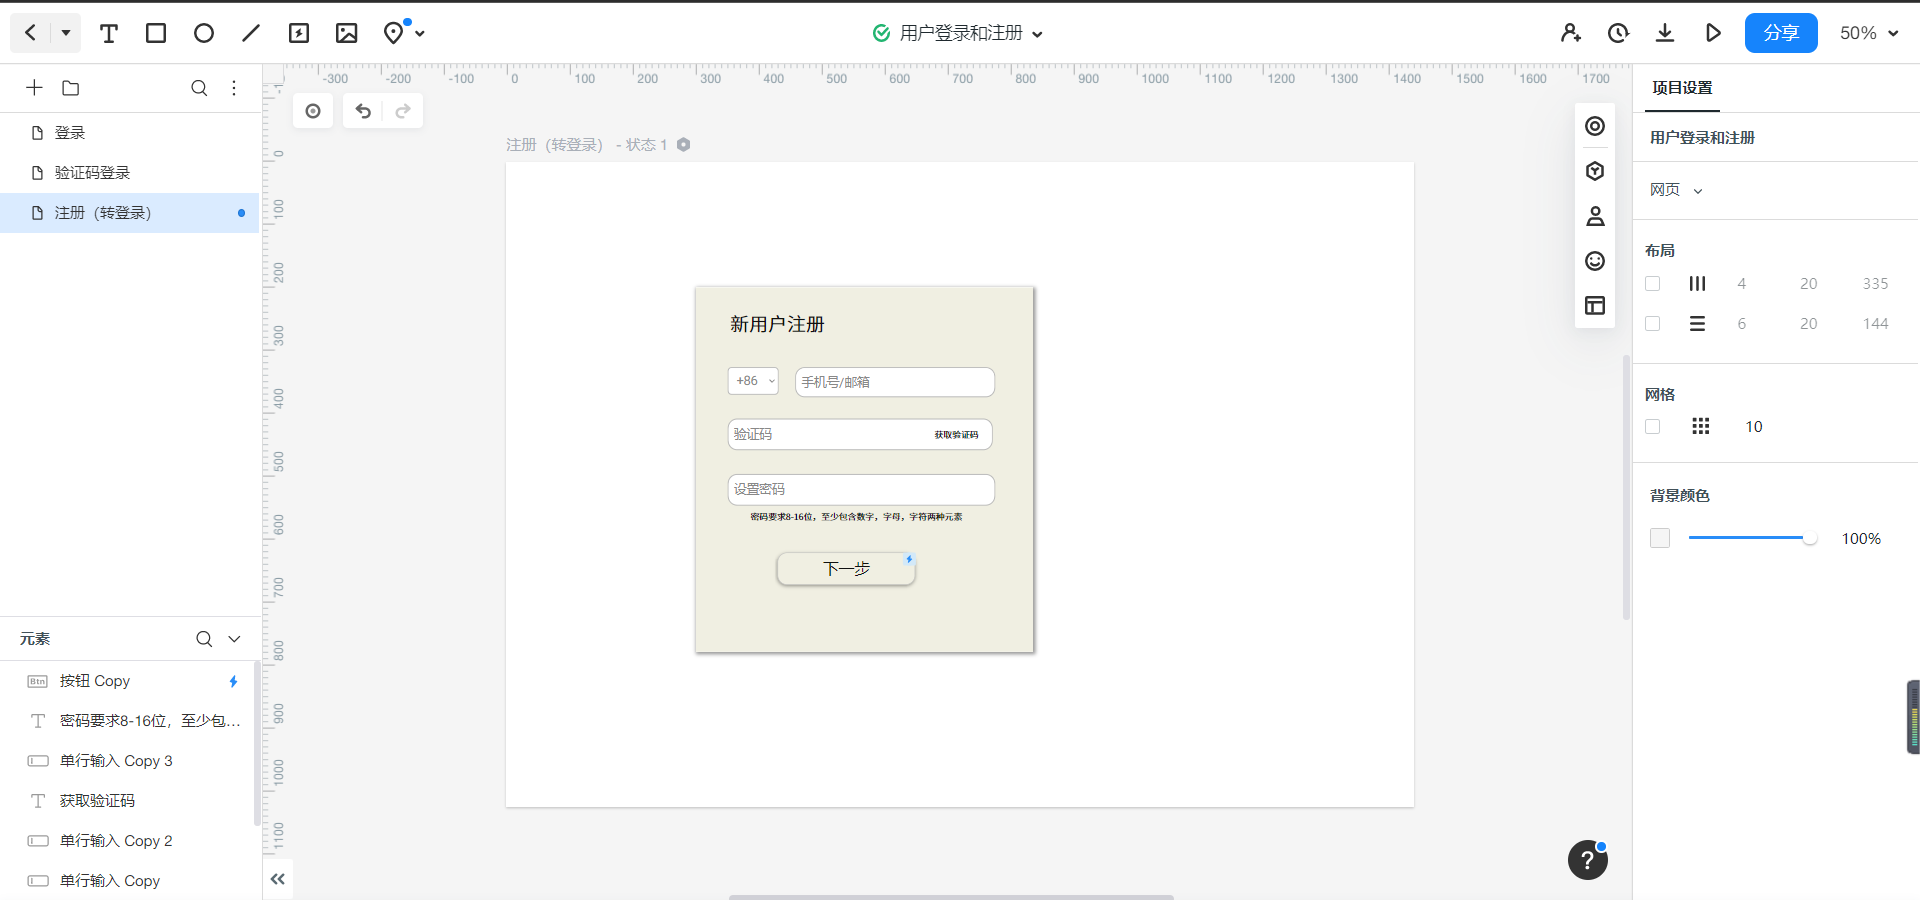 用户登录和注册
分享
50%
登录
验证码登录
注册（转登录）
元素
Btn 按钮 Copy
密码要求8-16位，至少包...
单行输入 Copy 3
获取验证码
单行输入 Copy 2
单行输入 Copy
-300 -200 -100 0 100 200 300 400 500 600 700 800 900 1000 1100 1200 1300 1400 1500 1600 1700
0
100
200
300
400
500
600
700
800
900
1000
1100
注册（转登录） - 状态 1
新用户注册
+86 手机号/邮箱
验证码 获取验证码
设置密码
密码要求8-16位，至少包含数字，字母，字符两种元素
下一步
?
项目设置
用户登录和注册
网页
布局
4 20 335
6 20 144
网格
10
背景颜色
100%